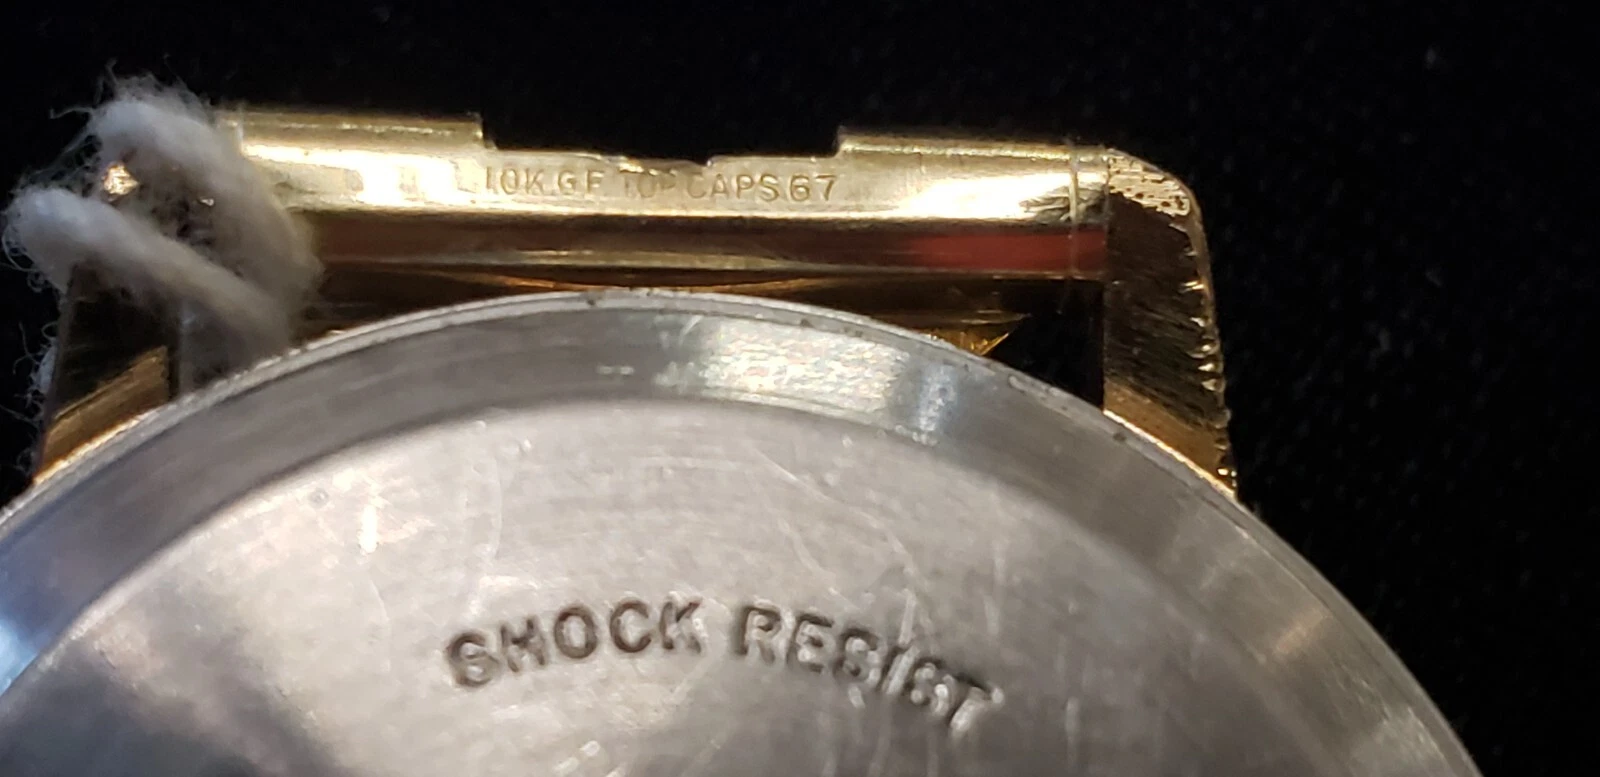 10K GF TOP CAPS 67
SHOCK RESIST